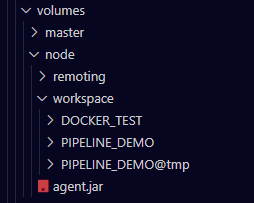 volumes
master
node
remoting
workspace
DOCKER_TEST
PIPELINE_DEMO
PIPELINE_DEMO@tmp
agent.jar